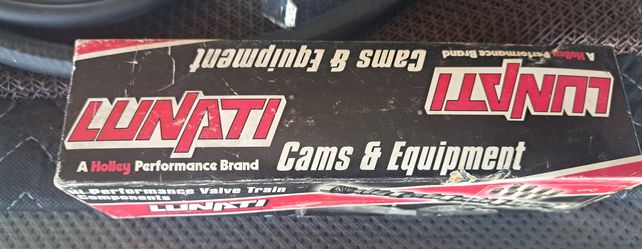 LUNATI
A Holley Performance Brand
Cams & Equipment
LUNATI
A Holley Performance Brand
Cams & Equipment
Performance Valve Train
Components
LUNATI